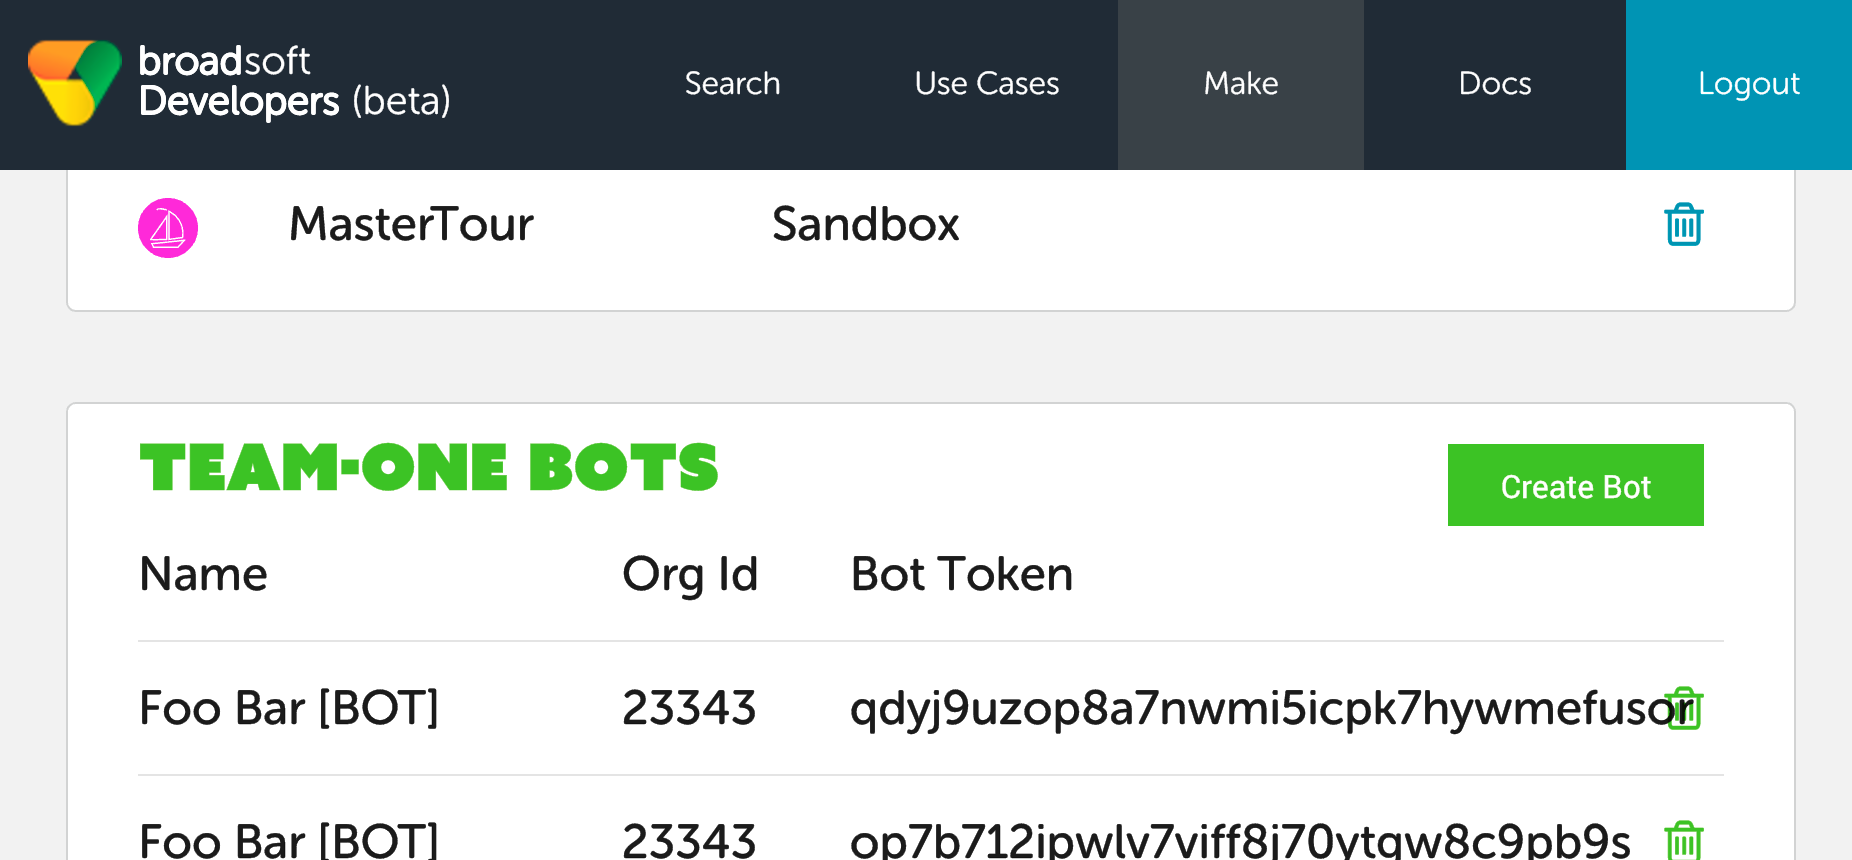 broadsoft
Developers (beta)
Search Use Cases Make Docs Logout
MasterTour Sandbox
TEAM-ONE BOTS
Create Bot
Name Org Id Bot Token
Foo Bar [BOT] 23343 qdyj9uzop8a7nwmi5icpk7hywmefusor
Foo Bar [BOT] 23343 op7b712ipwlv7viff8j70ytqw8c9pb9s